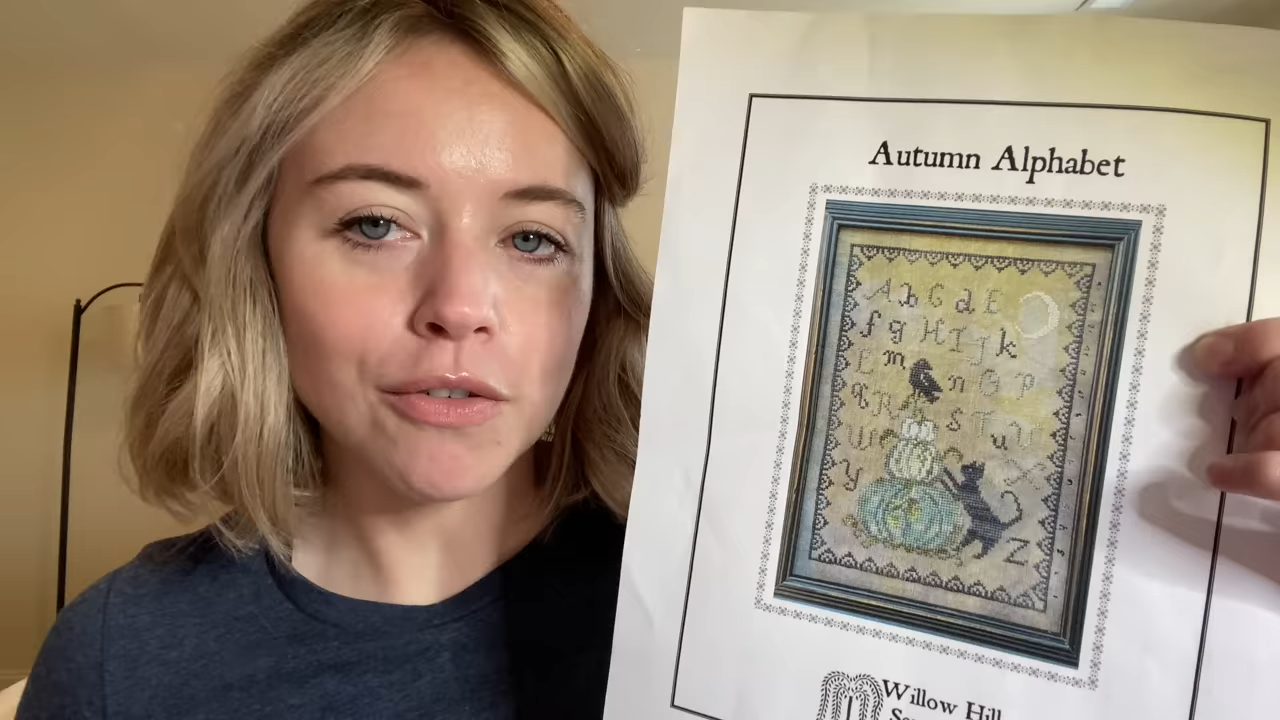 Autumn Alphabet
A b C d E
f g H I J k
L m n O P
Q R S T u V
W X
y Z
Willow Hill